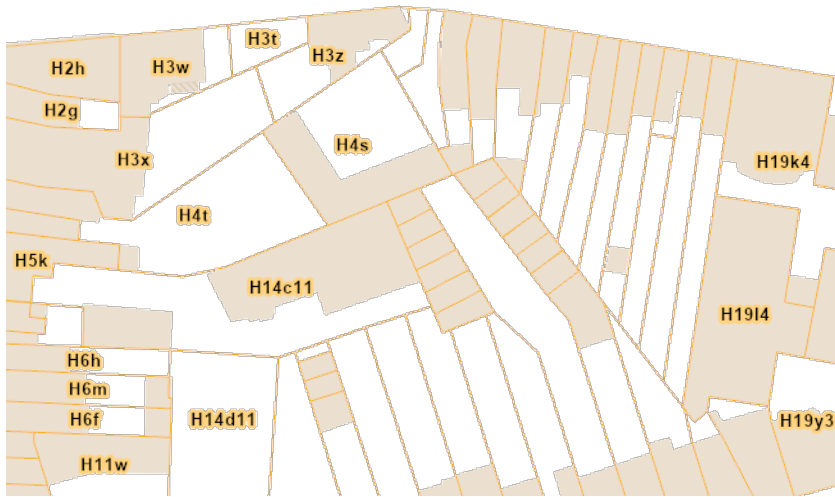 H3t
H3z
H2h
H3w
H2g
H4s
H3x
H19k4
H4t
H5k
H14c11
H19l4
H6h
H6m
H6f
H14d11
H19y3
H11w